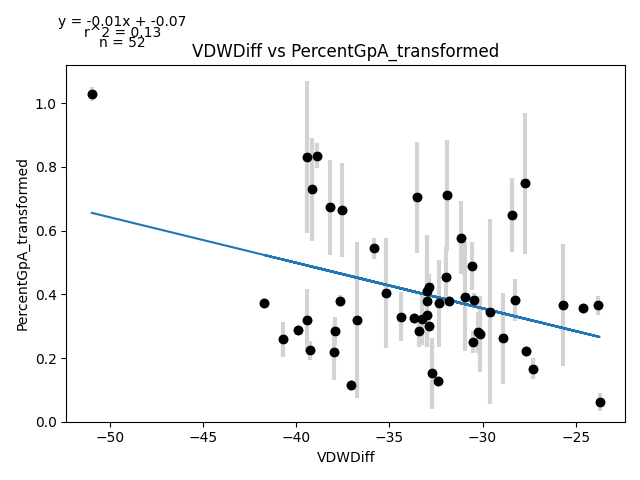 y = -0.01x + -0.07
r^2 = 0.13
n = 52
VDWDiff vs PercentGpA_transformed
PercentGpA_transformed
1.0
0.8
0.6
0.4
0.2
0.0
−50 −45 −40 −35 −30 −25
VDWDiff